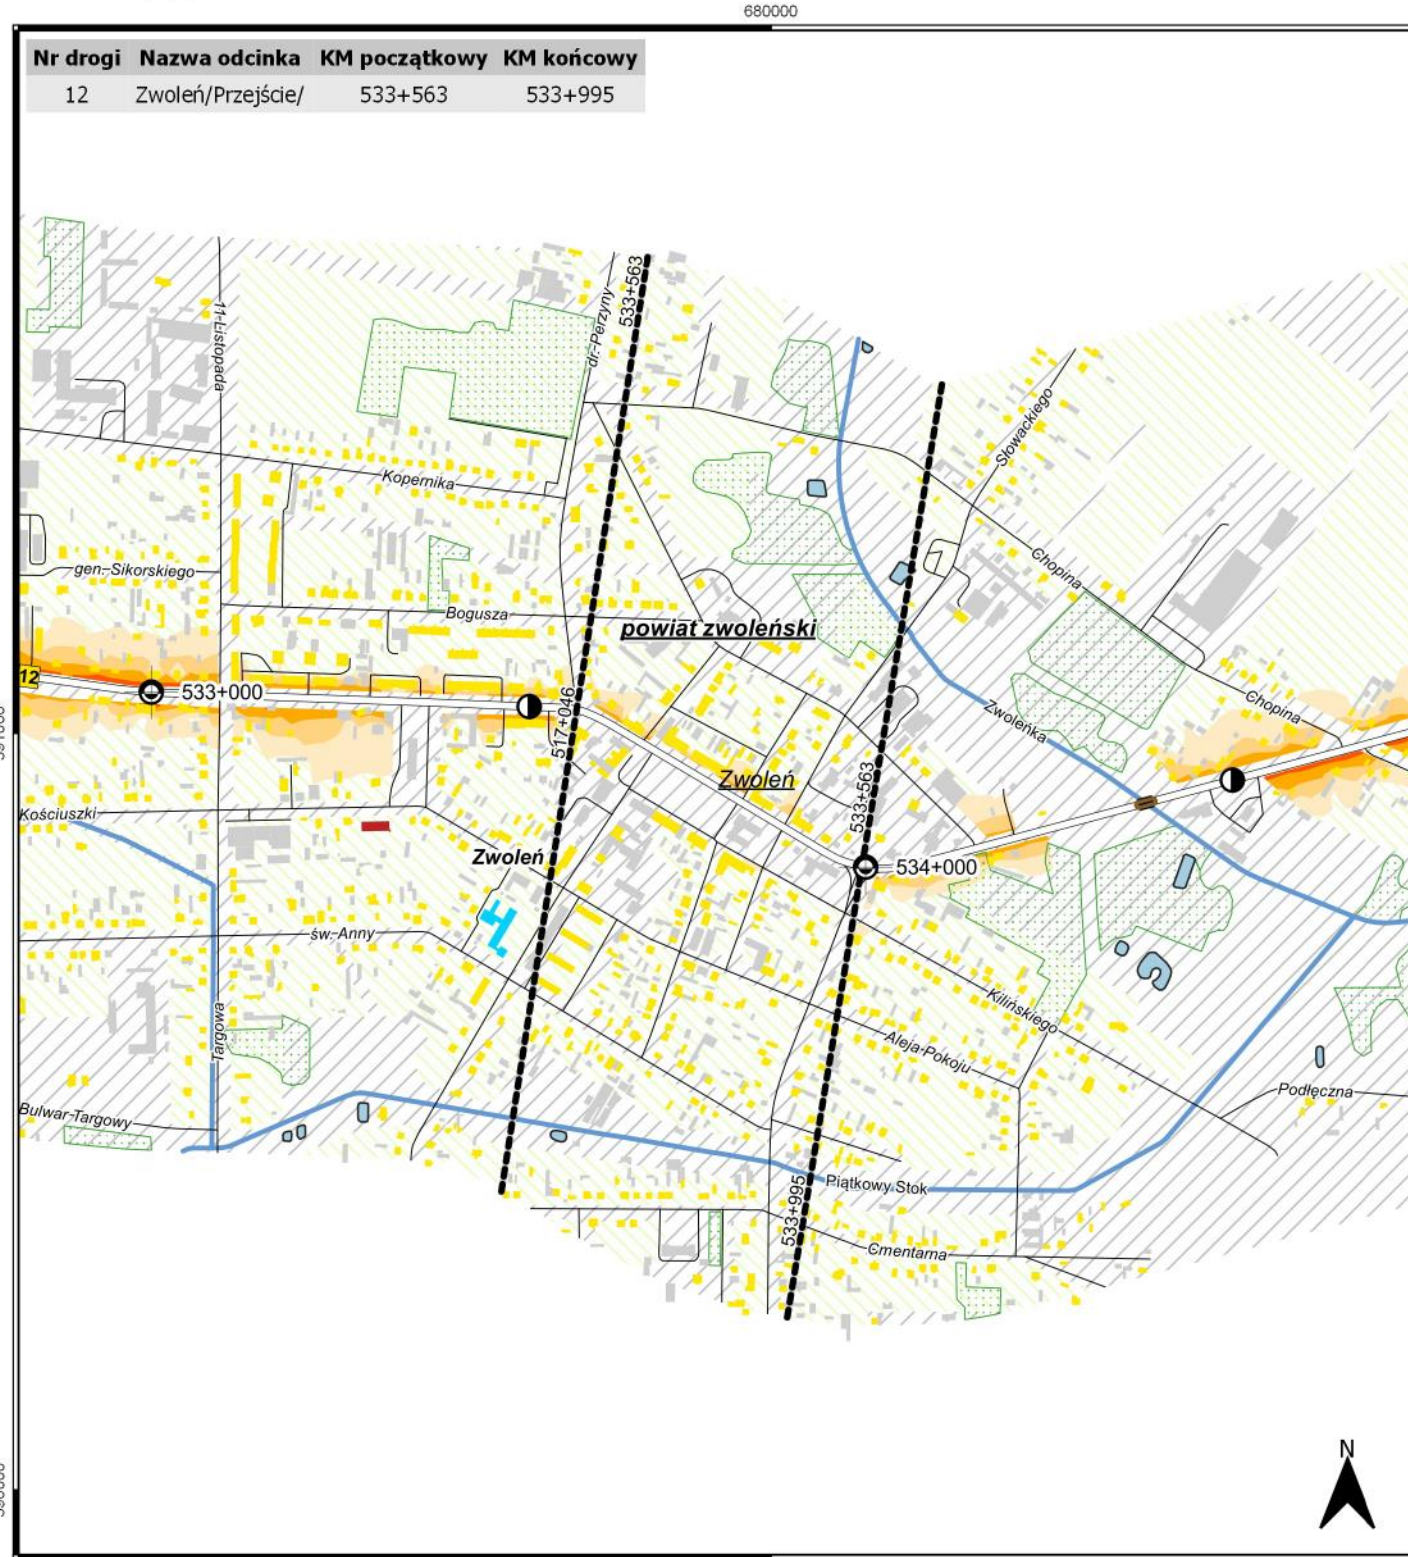 680000
Nr drogi Nazwa odcinka KM początkowy KM końcowy
12 Zwoleń/Przejście/ 533+563 533+995
533+563
dr.-Perzyny
11-Listopada
Słowackiego
Kopernika
Chopina
gen.-Sikorskiego
Bogusza
powiat zwoleński
12
533+000
517+046
Chopina
Zwoleńka
Zwoleń
533+563
Kościuszki
Zwoleń
534+000
św. Anny
Kilińskiego
Targowa
Aleja-Pokoju
Podłęczna
Bulwar-Targowy
Piątkowy Stok
533+995
Cmentarna
N